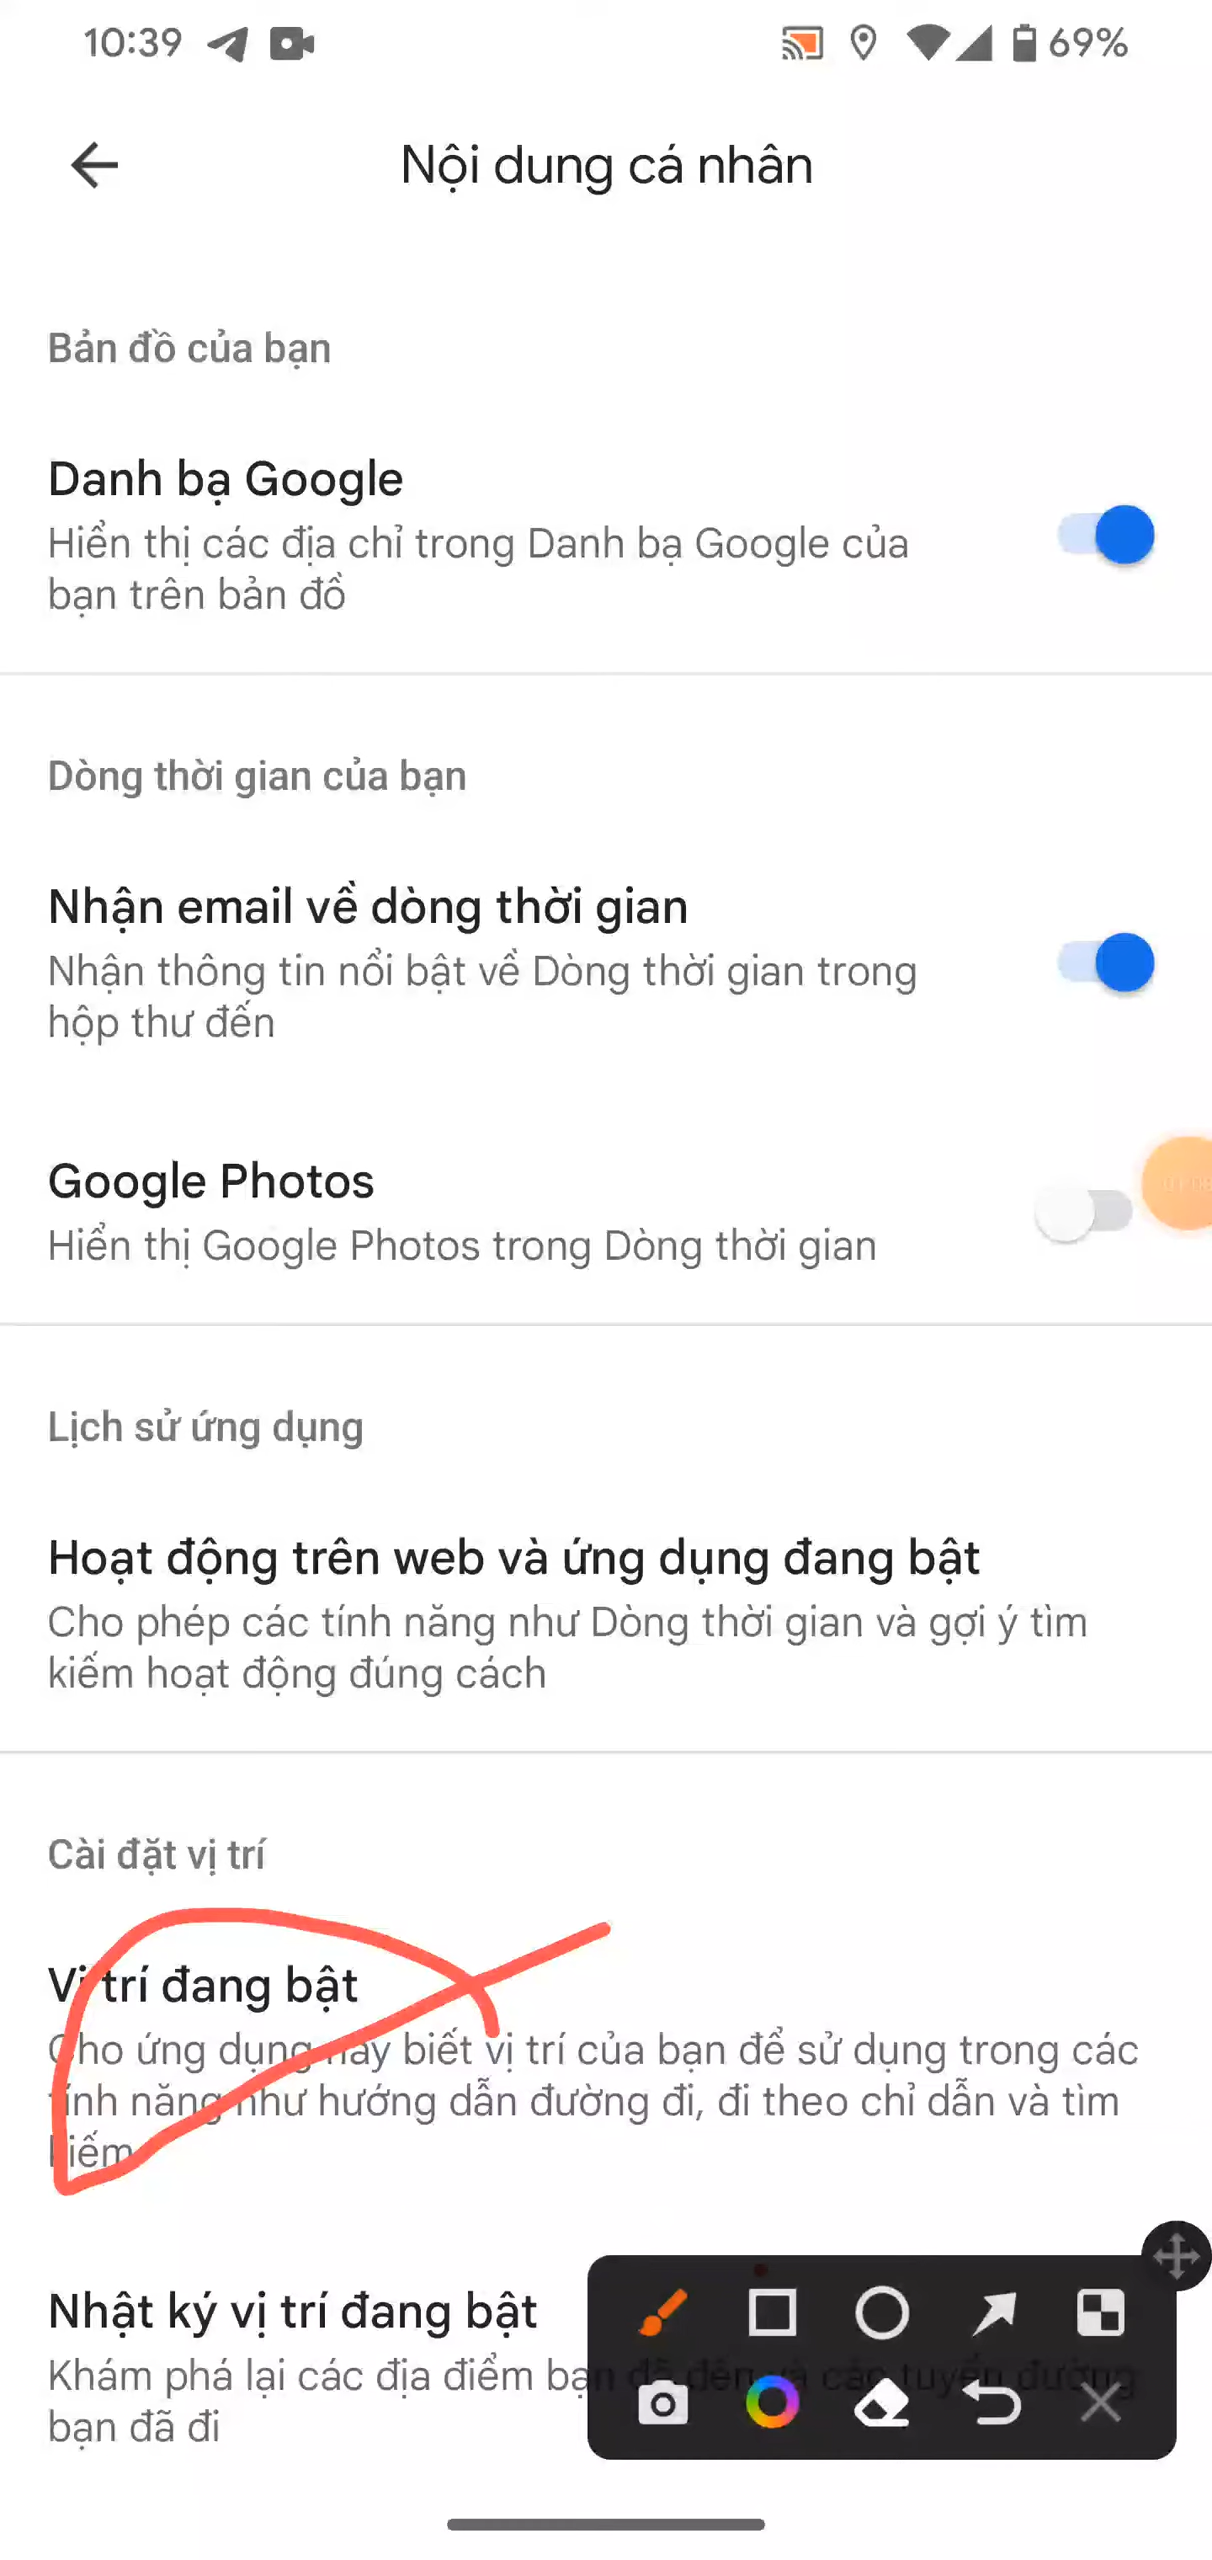 10:39 69%
Nội dung cá nhân
Bản đồ của bạn
Danh bạ Google
Hiển thị các địa chỉ trong Danh bạ Google của
bạn trên bản đồ
Dòng thời gian của bạn
Nhận email về dòng thời gian
Nhận thông tin nổi bật về Dòng thời gian trong
hộp thư đến
Google Photos
Hiển thị Google Photos trong Dòng thời gian
Lịch sử ứng dụng
Hoạt động trên web và ứng dụng đang bật
Cho phép các tính năng như Dòng thời gian và gợi ý tìm
kiếm hoạt động đúng cách
Cài đặt vị trí
Vị trí đang bật
Cho ứng dụng này biết vị trí của bạn để sử dụng trong các
tính năng như hướng dẫn đường đi, đi theo chỉ dẫn và tìm
kiếm
Nhật ký vị trí đang bật
Khám phá lại các địa điểm bạn đã đến và các tuyến đường
bạn đã đi